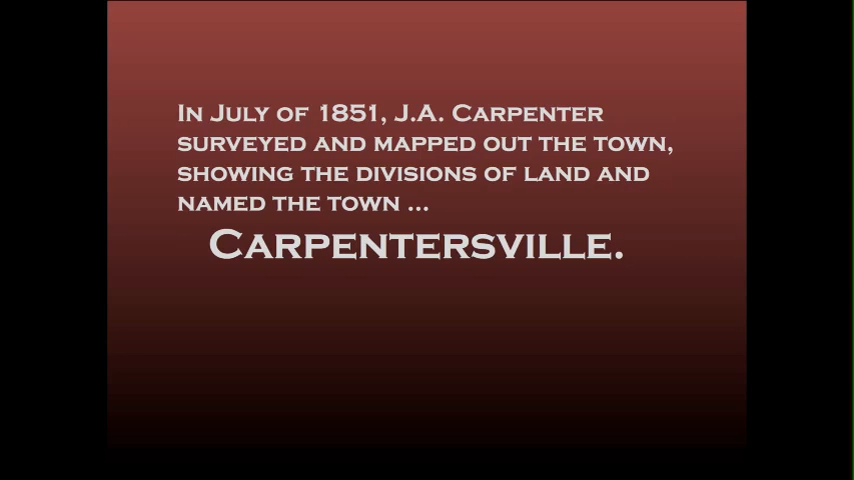 In July of 1851, J.A. Carpenter
surveyed and mapped out the town,
showing the divisions of land and
named the town ...
Carpentersville.